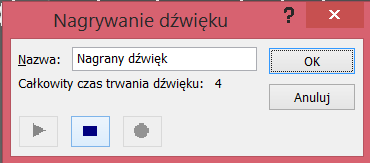 Nagrywanie dźwięku
?
Nazwa: Nagrany dźwięk
OK
Całkowity czas trwania dźwięku: 4
Anuluj